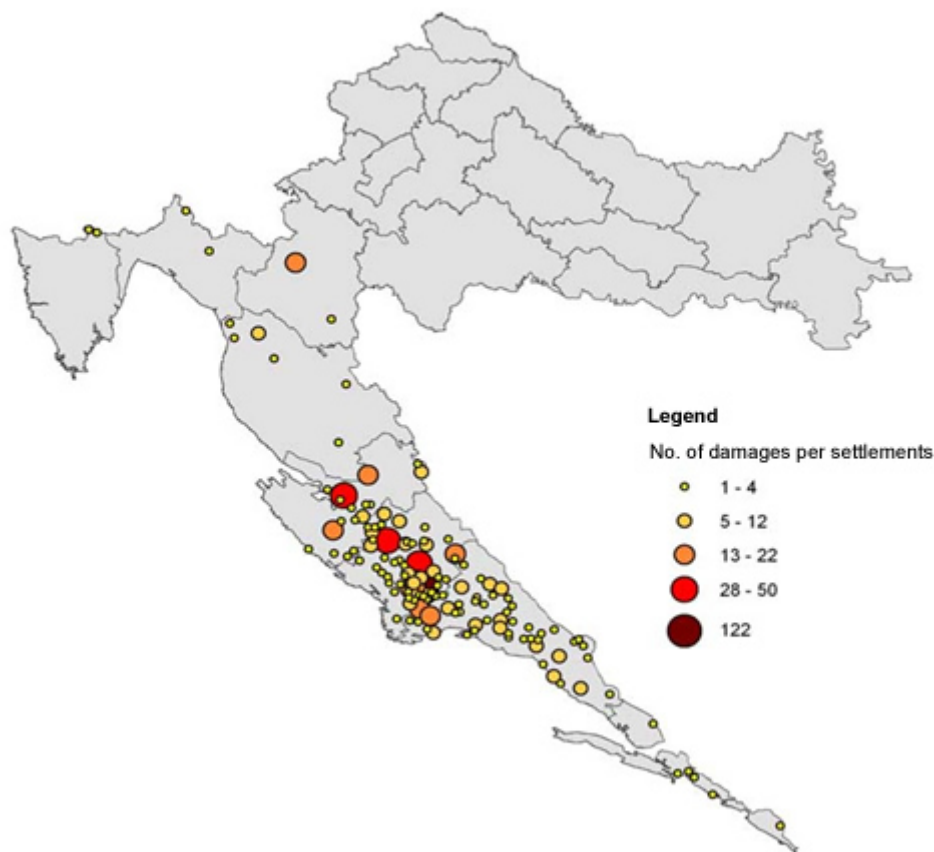 Legend
No. of damages per settlements
1 - 4
5 - 12
13 - 22
28 - 50
122